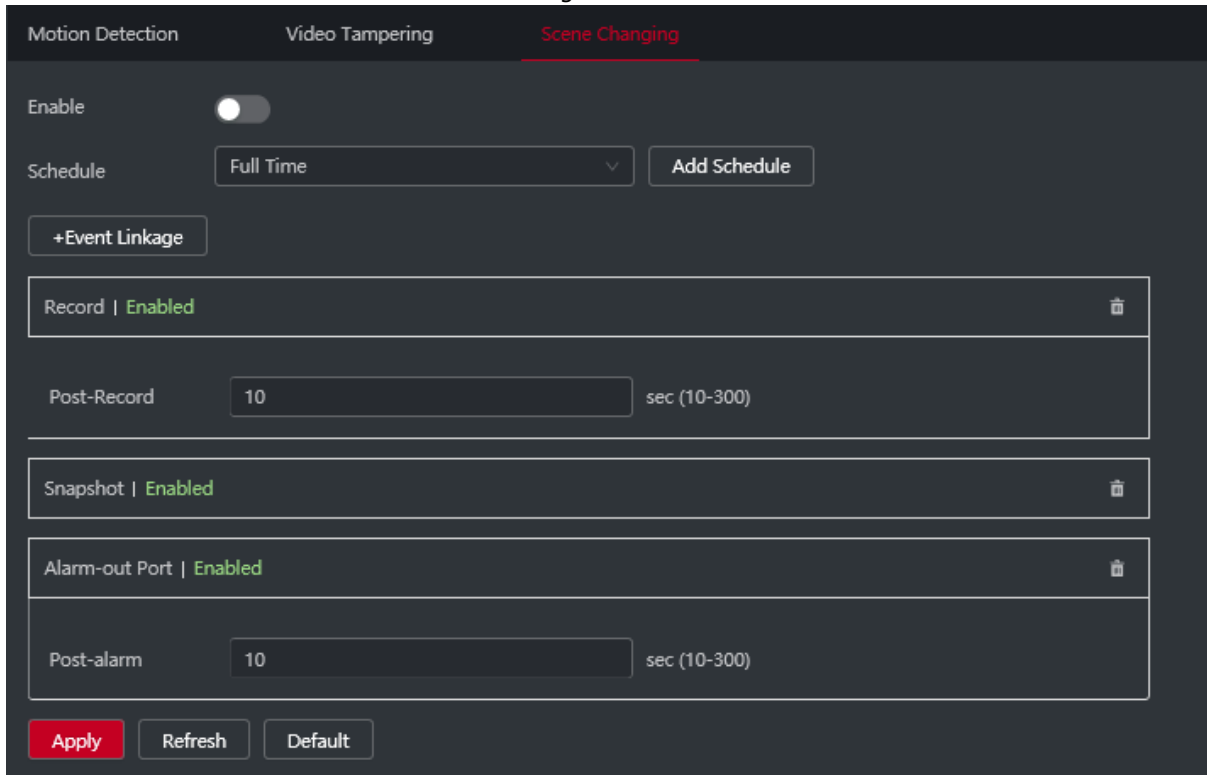 Motion Detection Video Tampering Scene Changing
Enable
Schedule Full Time Add Schedule
+Event Linkage
Record | Enabled
Post-Record 10 sec (10-300)
Snapshot | Enabled
Alarm-out Port | Enabled
Post-alarm 10 sec (10-300)
Apply Refresh Default